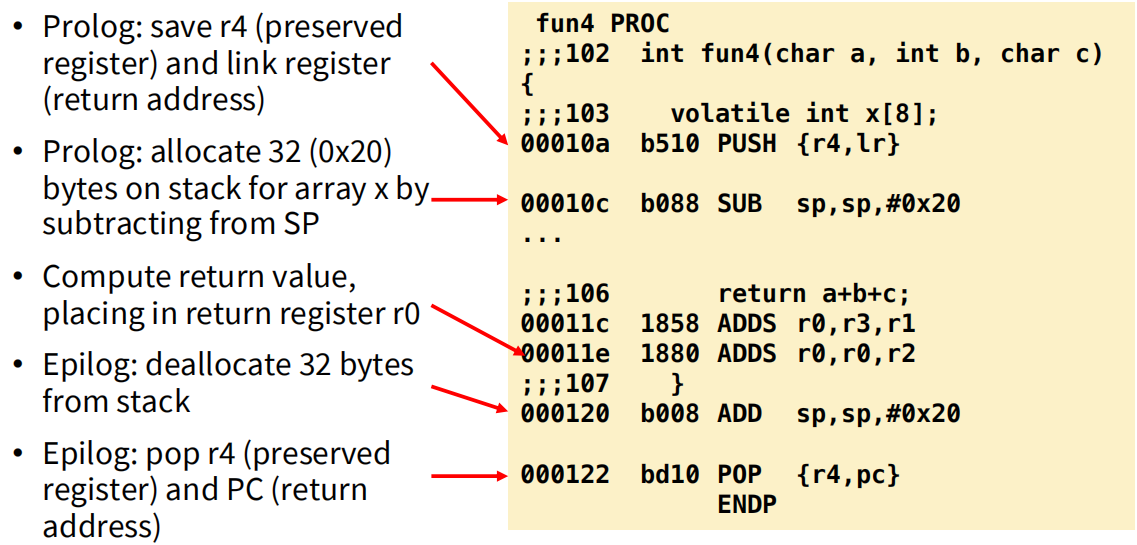 • Prolog: save r4 (preserved
register) and link register
(return address)
• Prolog: allocate 32 (0x20)
bytes on stack for array x by
subtracting from SP
• Compute return value,
placing in return register r0
• Epilog: deallocate 32 bytes
from stack
• Epilog: pop r4 (preserved
register) and PC (return
address)
fun4 PROC
;;;102  int fun4(char a, int b, char c)
{
;;;103    volatile int x[8];
00010a  b510 PUSH  {r4,lr}
00010c  b088 SUB  sp,sp,#0x20
...
;;;106       return a+b+c;
00011c  1858 ADDS  r0,r3,r1
00011e  1880 ADDS  r0,r0,r2
;;;107    }
000120  b008 ADD  sp,sp,#0x20
000122  bd10 POP  {r4,pc}
ENDP